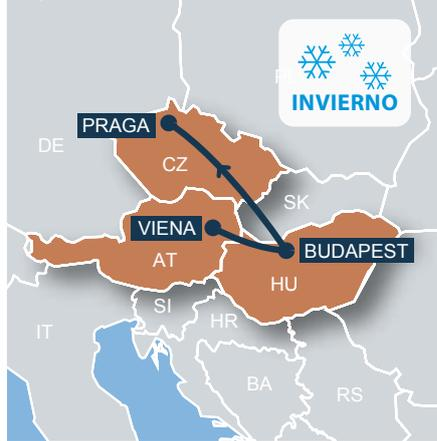 INVIERNO
PRAGA
DE
CZ
SK
VIENA
BUDAPEST
AT
HU
SI
HR
IT
BA
RS